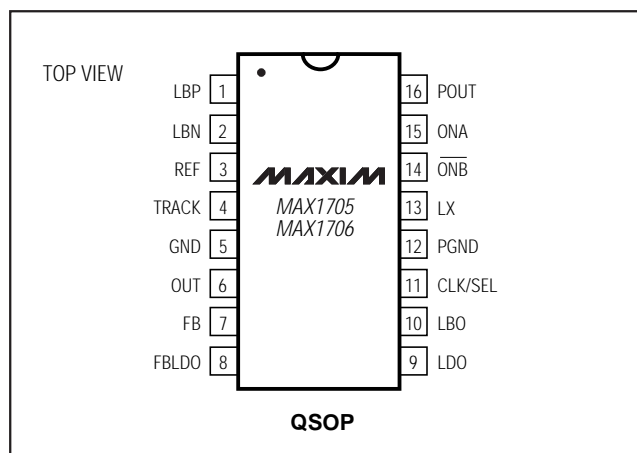 TOP VIEW
LBP 1
LBN 2
REF 3
TRACK 4
GND 5
OUT 6
FB 7
FBLDO 8
MAXIM
MAX1705
MAX1706
16 POUT
15 ONA
14 O̅N̅B̅
13 LX
12 PGND
11 CLK/SEL
10 LBO
9 LDO
QSOP